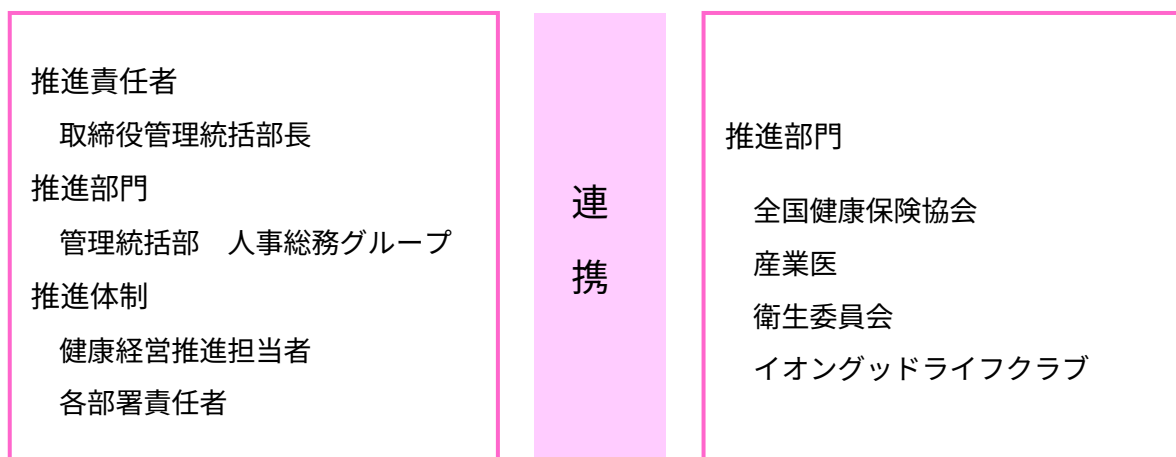 推進責任者
取締役管理統括部長
推進部門
管理統括部　人事総務グループ
推進体制
健康経営推進担当者
各部署責任者
連携
推進部門
全国健康保険協会
産業医
衛生委員会
イオングッドライフクラブ